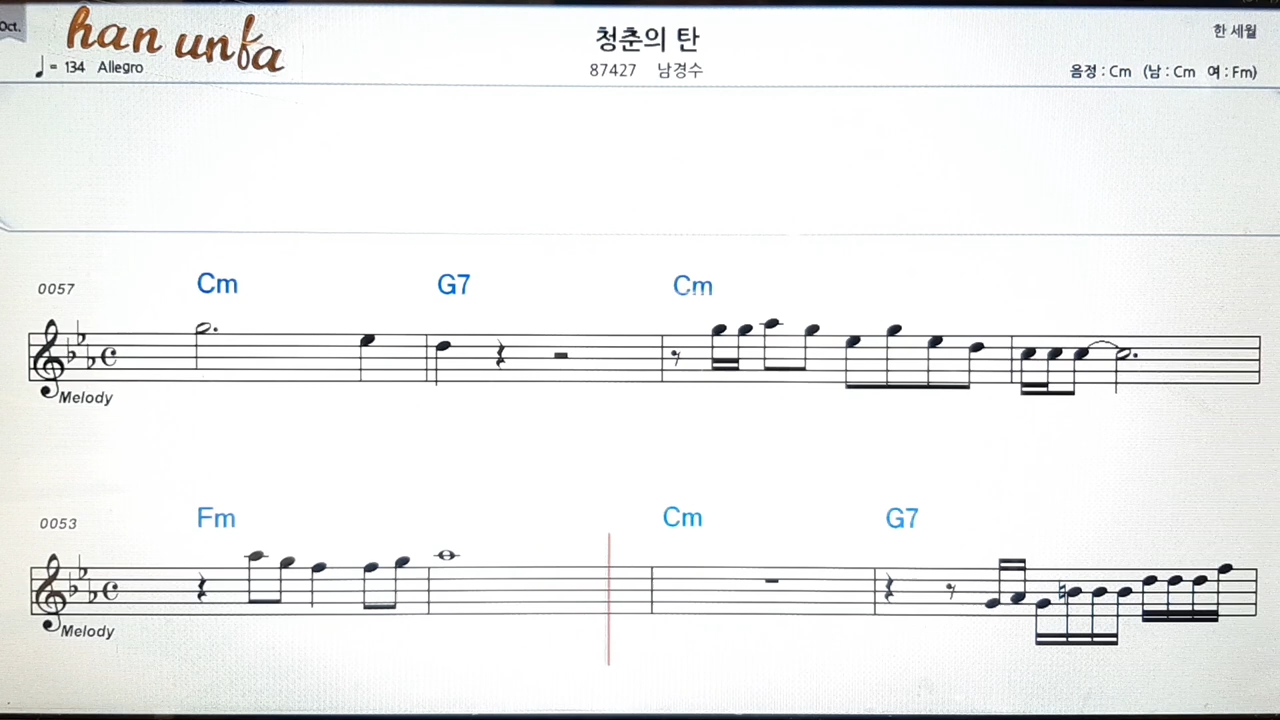 Oct.
han unfa
♩ = 134 Allegro
청춘의 탄
87427 남경수
한 세월
음정 : Cm (남 : Cm 여 : Fm)
0057
Cm G7 Cm
Melody
0053
Fm Cm G7
Melody